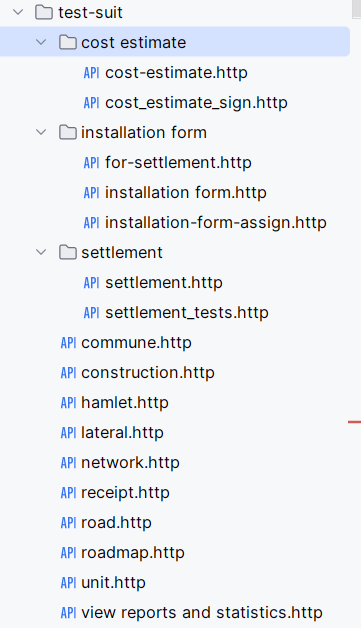 test-suit
cost estimate
API cost-estimate.http
API cost_estimate_sign.http
installation form
API for-settlement.http
API installation form.http
API installation-form-assign.http
settlement
API settlement.http
API settlement_tests.http
API commune.http
API construction.http
API hamlet.http
API lateral.http
API network.http
API receipt.http
API road.http
API roadmap.http
API unit.http
API view reports and statistics.http